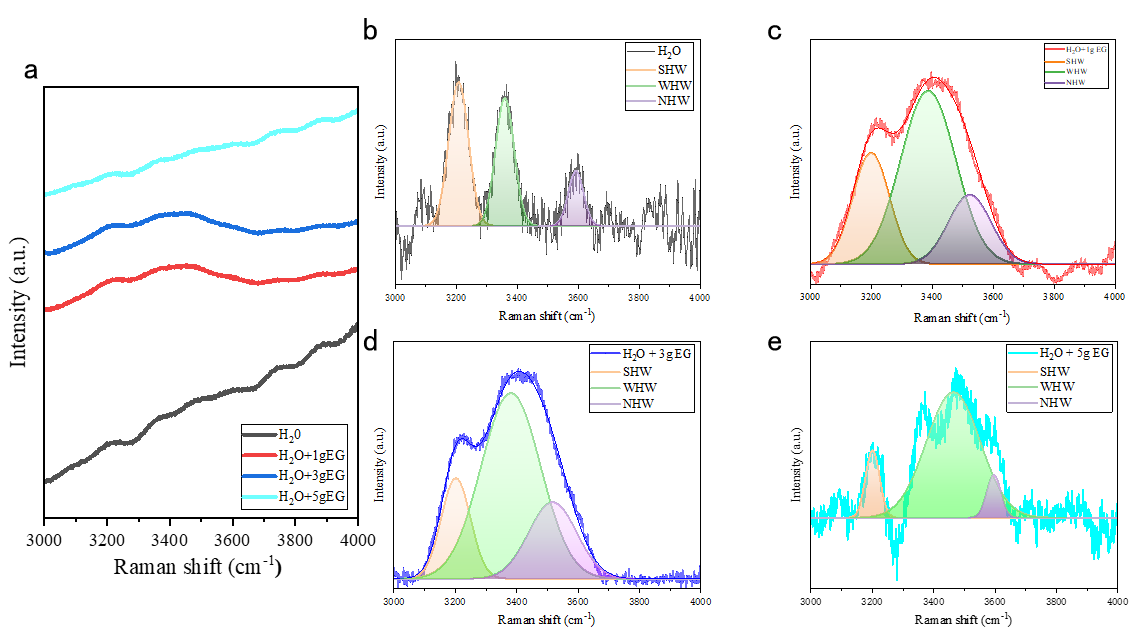 a
Intensity (a.u.)
H₂0
H₂O+1gEG
H₂O+3gEG
H₂O+5gEG
3000 3200 3400 3600 3800 4000
Raman shift (cm⁻¹)
b
Intensity (a.u.)
H₂O
SHW
WHW
NHW
3000 3200 3400 3600 3800 4000
Raman shift (cm⁻¹)
c
Intensity (a.u.)
H₂O+1g EG
SHW
WHW
NHW
3000 3200 3400 3600 3800 4000
Raman shift (cm⁻¹)
d
Intensity (a.u.)
H₂O + 3g EG
SHW
WHW
NHW
3000 3200 3400 3600 3800 4000
Raman shift (cm⁻¹)
e
Intensity (a.u.)
H₂O + 5g EG
SHW
WHW
NHW
3000 3200 3400 3600 3800 4000
Raman shift (cm⁻¹)